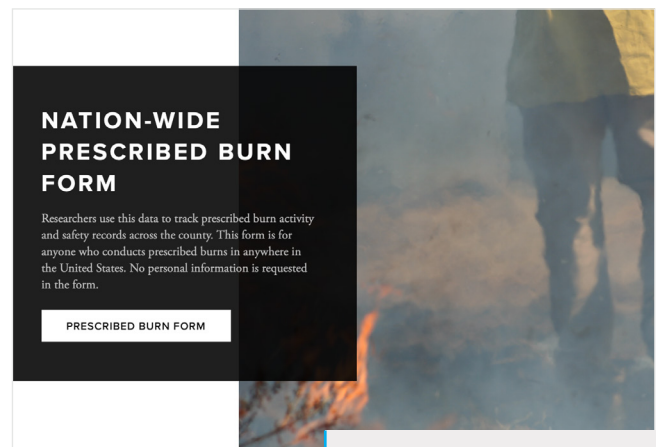 NATION-WIDE
PRESCRIBED BURN
FORM
Researchers use this data to track prescribed burn activity
and safety records across the county. This form is for
anyone who conducts prescribed burns in anywhere in
the United States. No personal information is requested
in the form.
PRESCRIBED BURN FORM